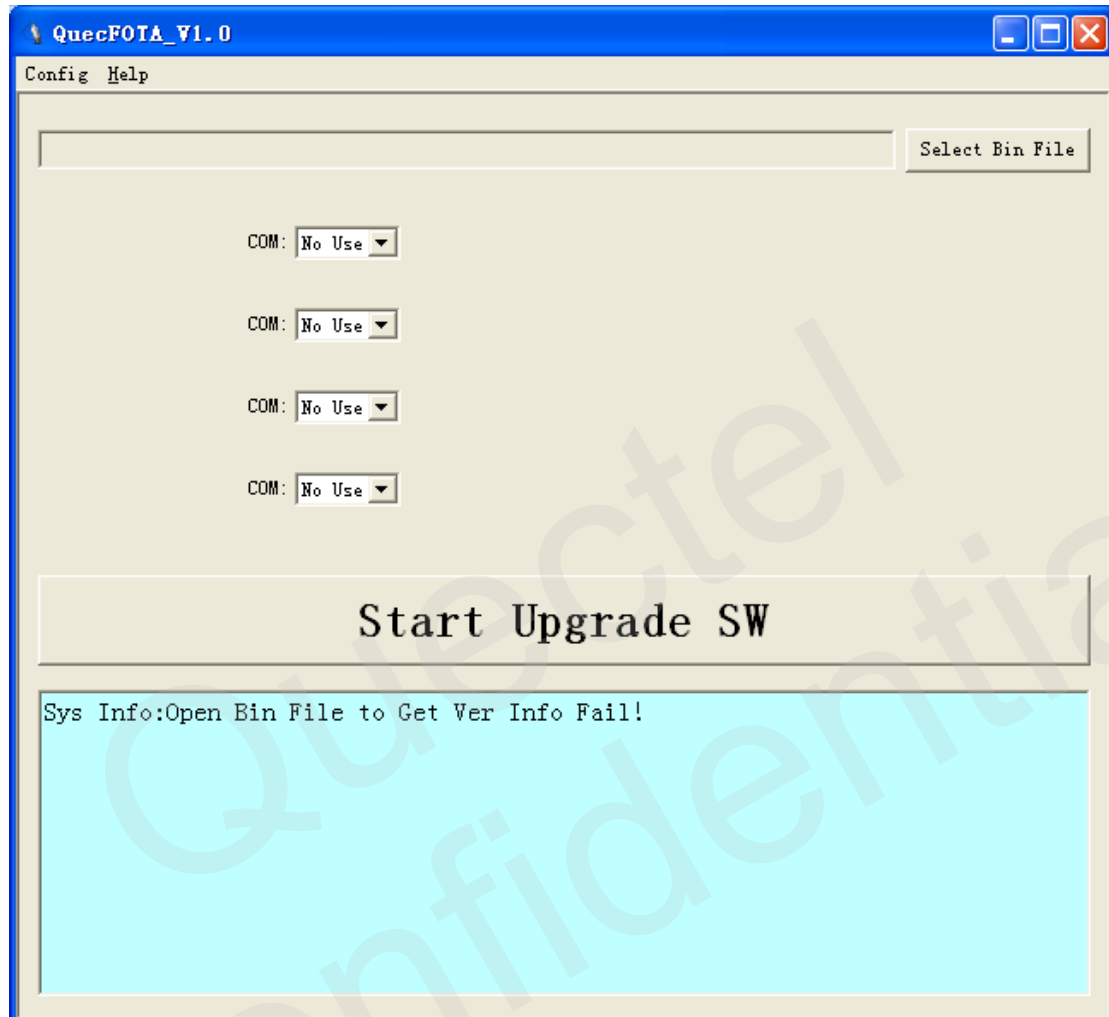 QuecFOTA_V1.0
Config Help
Select Bin File
COM: No Use
COM: No Use
COM: No Use
COM: No Use
Start Upgrade SW
Sys Info:Open Bin File to Get Ver Info Fail!
Quectel
Confidential